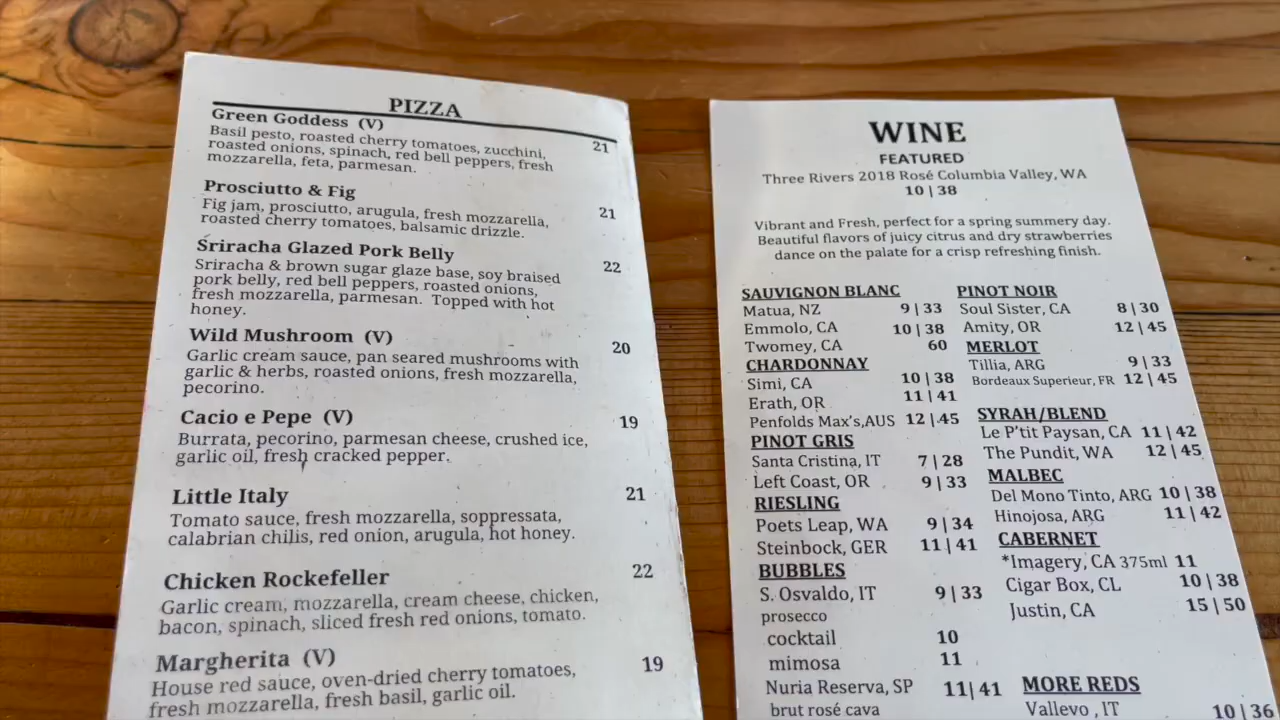 PIZZA
Green Goddess (V)
21
Basil pesto, roasted cherry tomatoes, zucchini,
roasted onions, spinach, red bell peppers, fresh
mozzarella, feta, parmesan.
Prosciutto & Fig
21
Fig jam, prosciutto, arugula, fresh mozzarella,
roasted cherry tomatoes, balsamic drizzle.
Sriracha Glazed Pork Belly
22
Sriracha & brown sugar glaze base, soy braised
pork belly, red bell peppers, roasted onions,
fresh mozzarella, parmesan. Topped with hot
honey.
Wild Mushroom (V)
20
Garlic cream sauce, pan seared mushrooms with
garlic & herbs, roasted onions, fresh mozzarella,
pecorino.
Cacio e Pepe (V)
19
Burrata, pecorino, parmesan cheese, crushed ice,
garlic oil, fresh cracked pepper.
Little Italy
21
Tomato sauce, fresh mozzarella, soppressata,
calabrian chilis, red onion, arugula, hot honey.
Chicken Rockefeller
22
Garlic cream, mozzarella, cream cheese, chicken,
bacon, spinach, sliced fresh red onions, tomato.
Margherita (V)
19
House red sauce, oven-dried cherry tomatoes,
fresh mozzarella, fresh basil, garlic oil.
WINE
FEATURED
Three Rivers 2018 Rosé Columbia Valley, WA
10 | 38
Vibrant and Fresh, perfect for a spring summery day.
Beautiful flavors of juicy citrus and dry strawberries
dance on the palate for a crisp refreshing finish.
SAUVIGNON BLANC
Matua, NZ 9 | 33
Emmolo, CA 10 | 38
Twomey, CA 60
CHARDONNAY
Simi, CA 10 | 38
Erath, OR 11 | 41
Penfolds Max's,AUS 12 | 45
PINOT GRIS
Santa Cristina, IT 7 | 28
Left Coast, OR 9 | 33
RIESLING
Poets Leap, WA 9 | 34
Steinbock, GER 11 | 41
BUBBLES
S. Osvaldo, IT 9 | 33
prosecco
cocktail 10
mimosa 11
Nuria Reserva, SP 11 | 41
brut rosé cava
PINOT NOIR
Soul Sister, CA 8 | 30
Amity, OR 12 | 45
MERLOT
Tillia, ARG 9 | 33
Bordeaux Superieur, FR 12 | 45
SYRAH/BLEND
Le P'tit Paysan, CA 11 | 42
The Pundit, WA 12 | 45
MALBEC
Del Mono Tinto, ARG 10 | 38
Hinojosa, ARG 11 | 42
CABERNET
*Imagery, CA 375ml 11
Cigar Box, CL 10 | 38
Justin, CA 15 | 50
MORE REDS
Vallevo , IT 10 | 36